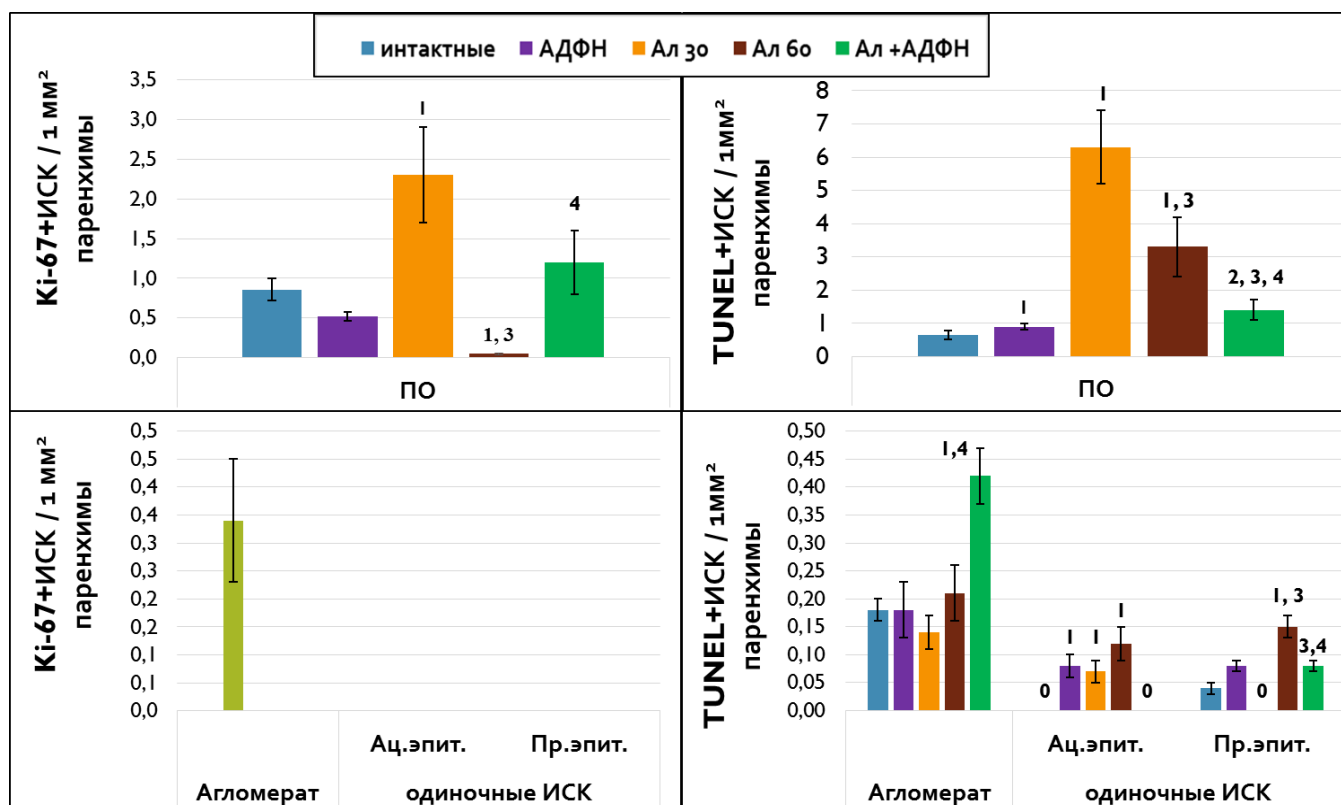 интактные АДФН Ал 30 Ал 60 Ал +АДФН
Ki-67+ИСК / 1 мм²
паренхимы
3,5
3,0
2,5
2,0
1,5
1,0
0,5
0,0
1
1, 3
4
ПО
TUNEL+ИСК / 1мм²
паренхимы
8
7
6
5
4
3
2
1
0
1
1
1, 3
2, 3, 4
ПО
Ki-67+ИСК / 1 мм²
паренхимы
0,5
0,5
0,4
0,4
0,3
0,3
0,2
0,2
0,1
0,1
0,0
Ац.эпит. Пр.эпит.
Агломерат одиночные ИСК
TUNEL+ИСК / 1мм²
паренхимы
0,50
0,45
0,40
0,35
0,30
0,25
0,20
0,15
0,10
0,05
0,00
1,4
0 1 1 1 0
0 1, 3 3,4
Ац.эпит. Пр.эпит.
Агломерат одиночные ИСК